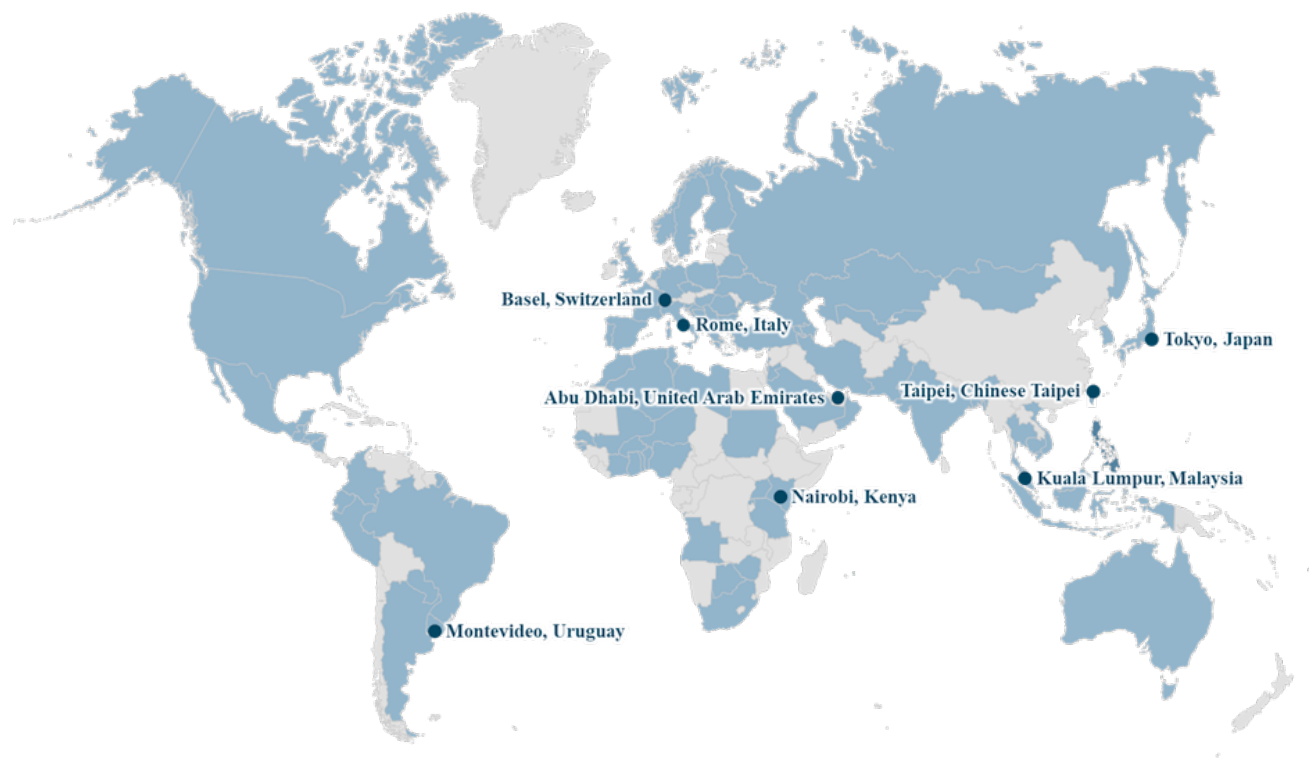 Basel, Switzerland
Rome, Italy
Tokyo, Japan
Abu Dhabi, United Arab Emirates
Taipei, Chinese Taipei
Kuala Lumpur, Malaysia
Nairobi, Kenya
Montevideo, Uruguay